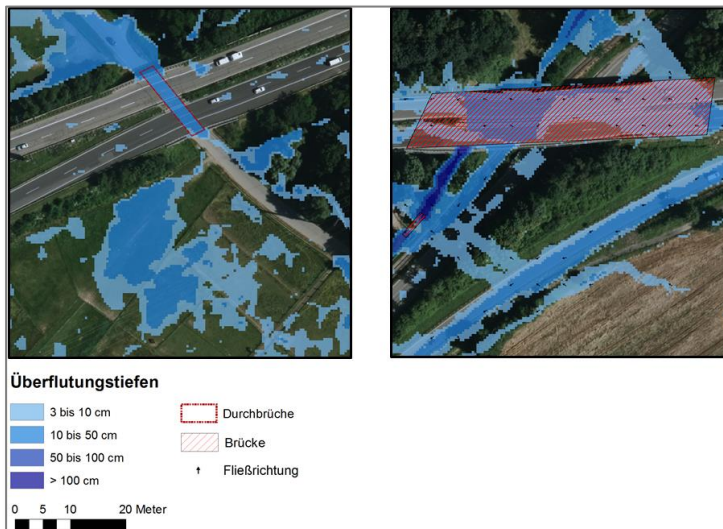 Überflutungstiefen
3 bis 10 cm
10 bis 50 cm
50 bis 100 cm
> 100 cm
Durchbrüche
Brücke
Fließrichtung
0 5 10 20 Meter